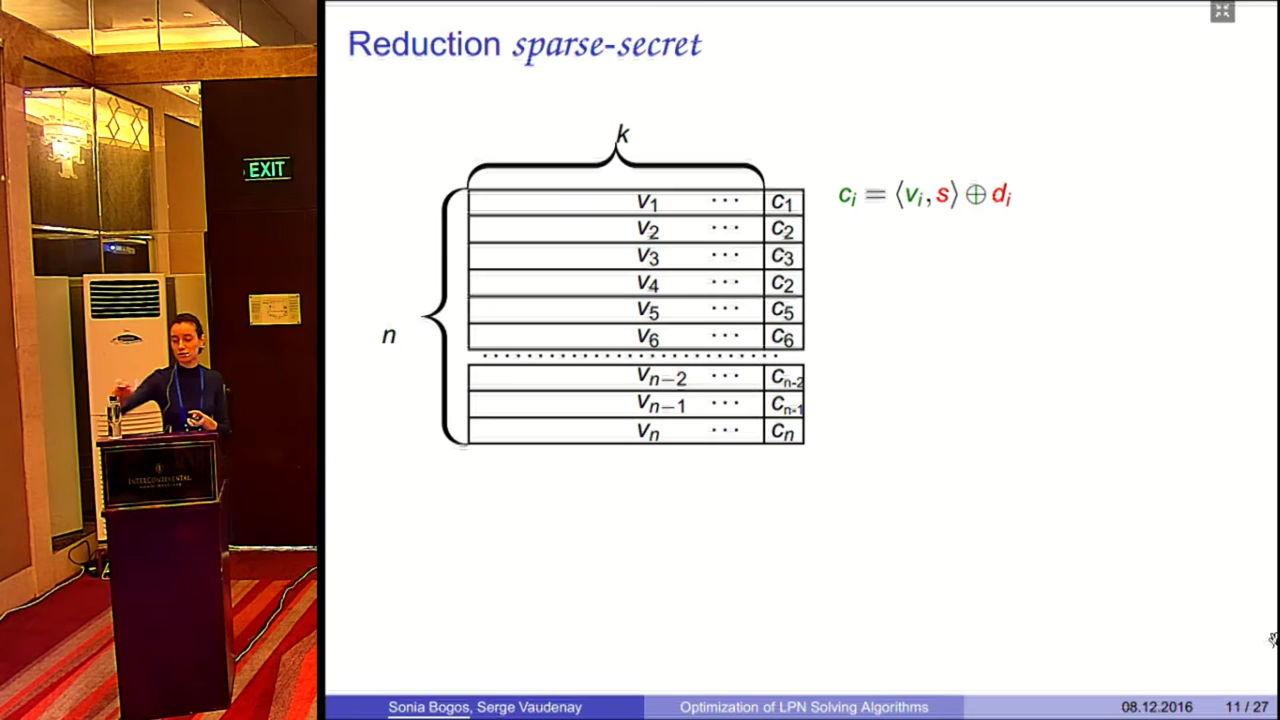 EXIT
INTERCONTINENTAL
Reduction sparse-secret
k
n
v1 ··· c1
v2 ··· c2
v3 ··· c3
v4 ··· c2
v5 ··· c5
v6 ··· c6
vn−2 ··· cn-2
vn−1 ··· cn-1
vn ··· cn
ci = ⟨vi, s⟩ ⊕ di
Sonia Bogos, Serge Vaudenay Optimization of LPN Solving Algorithms 08.12.2016 11 / 27